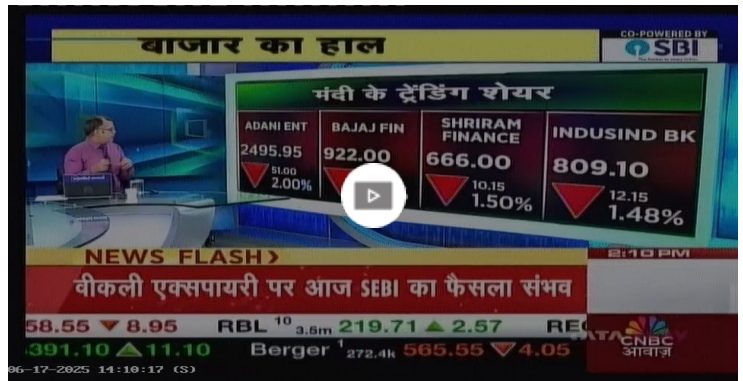 बाजार का हाल
CO-POWERED BY
SBI
मंदी के ट्रेंडिंग शेयर
ADANI ENT
2495.95
51.00
2.00%
BAJAJ FIN
922.00
SHRIRAM
FINANCE
666.00
10.15
1.50%
INDUSIND BK
809.10
12.15
1.48%
NEWS FLASH
2:10 PM
वीकली एक्सपायरी पर आज SEBI का फैसला संभव
58.55 ▼ 8.95 RBL 10 3.5m 219.71 ▲ 2.57 REC
391.10 ▲ 11.10 Berger 1 272.4k 565.55 ▼ 4.05
TATA
CNBC
आवाज़
06-17-2025 14:10:17 (S)